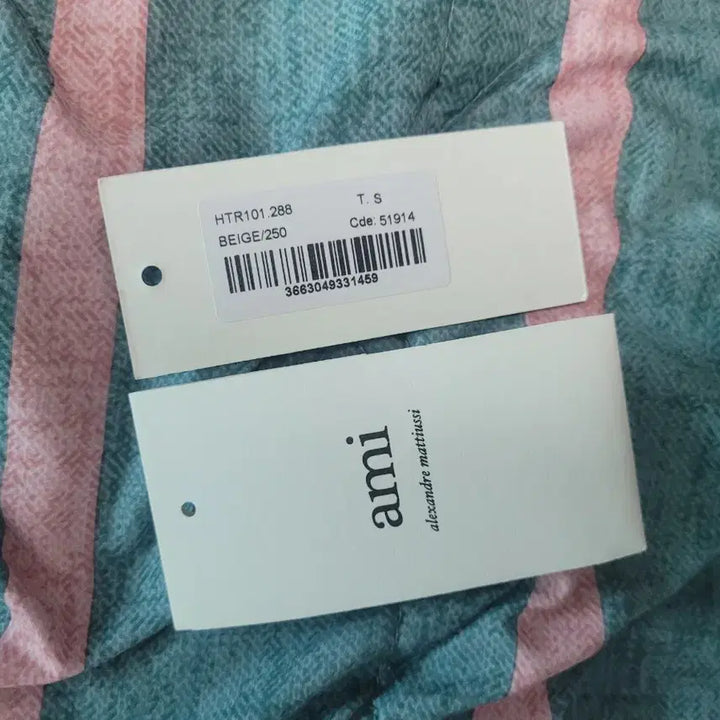 HTR101.288 T. S
BEIGE/250 Cde: 51914
3663049331459
ami
alexandre mattiussi